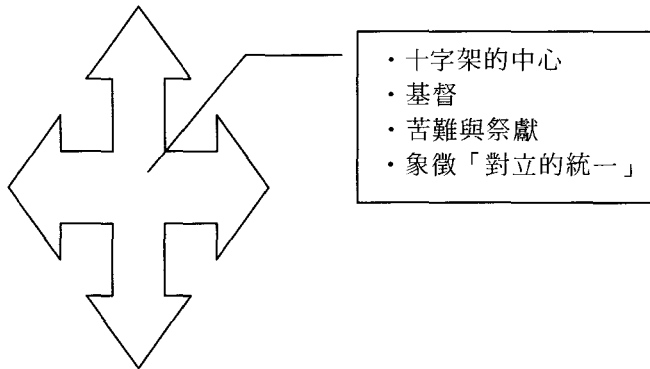 ・十字架的中心
・基督
・苦難與祭獻
・象徵「對立的統一」